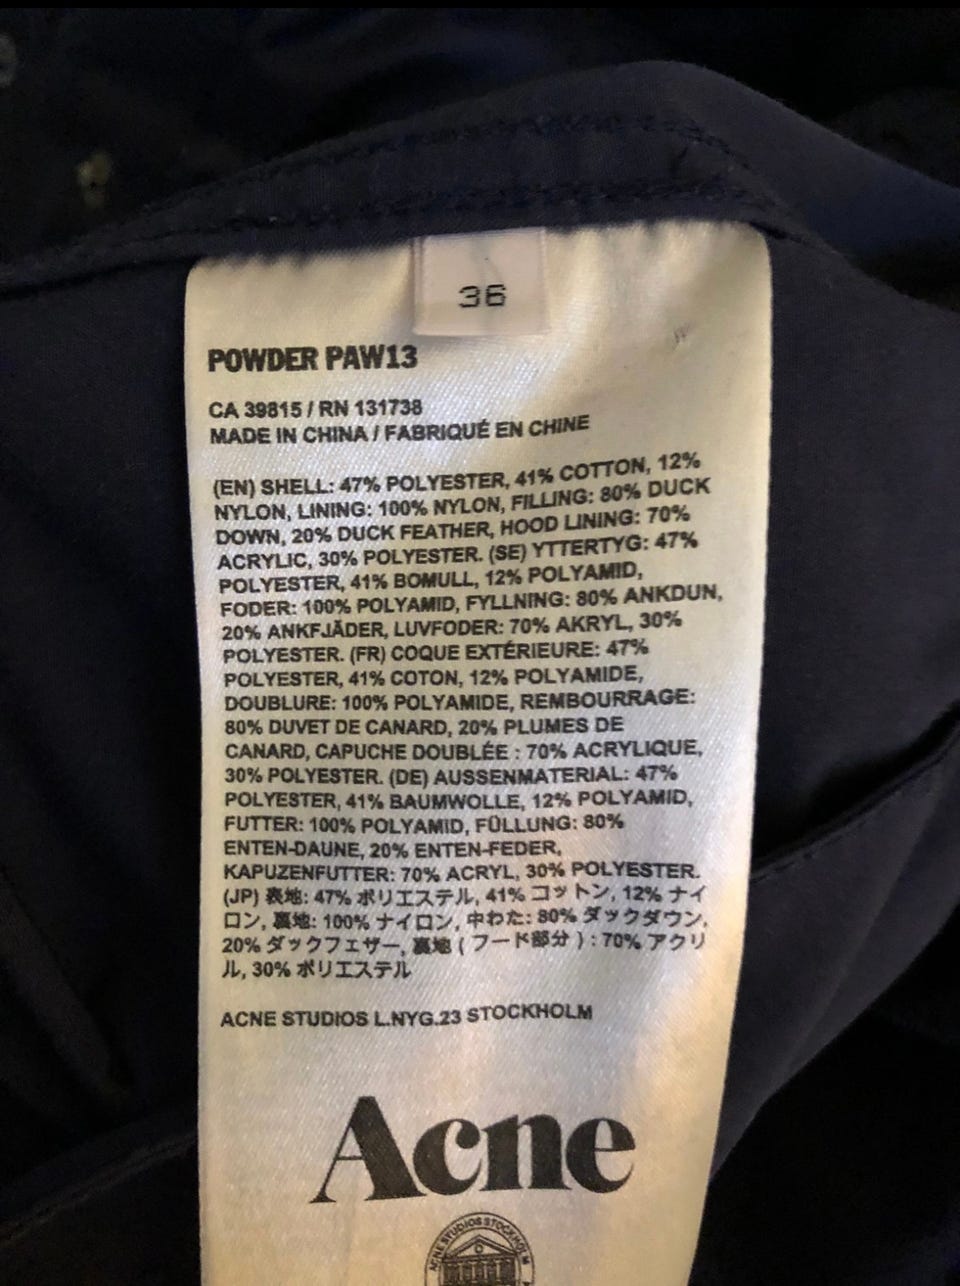 36
POWDER PAW13
CA 39815 / RN 131738
MADE IN CHINA / FABRIQUÉ EN CHINE
(EN) SHELL: 47% POLYESTER, 41% COTTON, 12%
NYLON, LINING: 100% NYLON, FILLING: 80% DUCK
DOWN, 20% DUCK FEATHER, HOOD LINING: 70%
ACRYLIC, 30% POLYESTER. (SE) YTTERTYG: 47%
POLYESTER, 41% BOMULL, 12% POLYAMID,
FODER: 100% POLYAMID, FYLLNING: 80% ANKDUN,
20% ANKFJÄDER, LUVFODER: 70% AKRYL, 30%
POLYESTER. (FR) COQUE EXTÉRIEURE: 47%
POLYESTER, 41% COTON, 12% POLYAMIDE,
DOUBLURE: 100% POLYAMIDE, REMBOURRAGE:
80% DUVET DE CANARD, 20% PLUMES DE
CANARD, CAPUCHE DOUBLÉE : 70% ACRYLIQUE,
30% POLYESTER. (DE) AUSSENMATERIAL: 47%
POLYESTER, 41% BAUMWOLLE, 12% POLYAMID,
FUTTER: 100% POLYAMID, FÜLLUNG: 80%
ENTEN-DAUNE, 20% ENTEN-FEDER,
KAPUZENFUTTER: 70% ACRYL, 30% POLYESTER.
(JP) 表地: 47% ポリエステル, 41% コットン, 12% ナイ
ロン, 裏地: 100% ナイロン, 中わた: 80% ダックダウン,
20% ダックフェザー, 裏地 ( フード部分 ) : 70% アクリ
ル, 30% ポリエステル
ACNE STUDIOS L.NYG.23 STOCKHOLM
Acne
ACNE STUDIOS STOCKHOLM